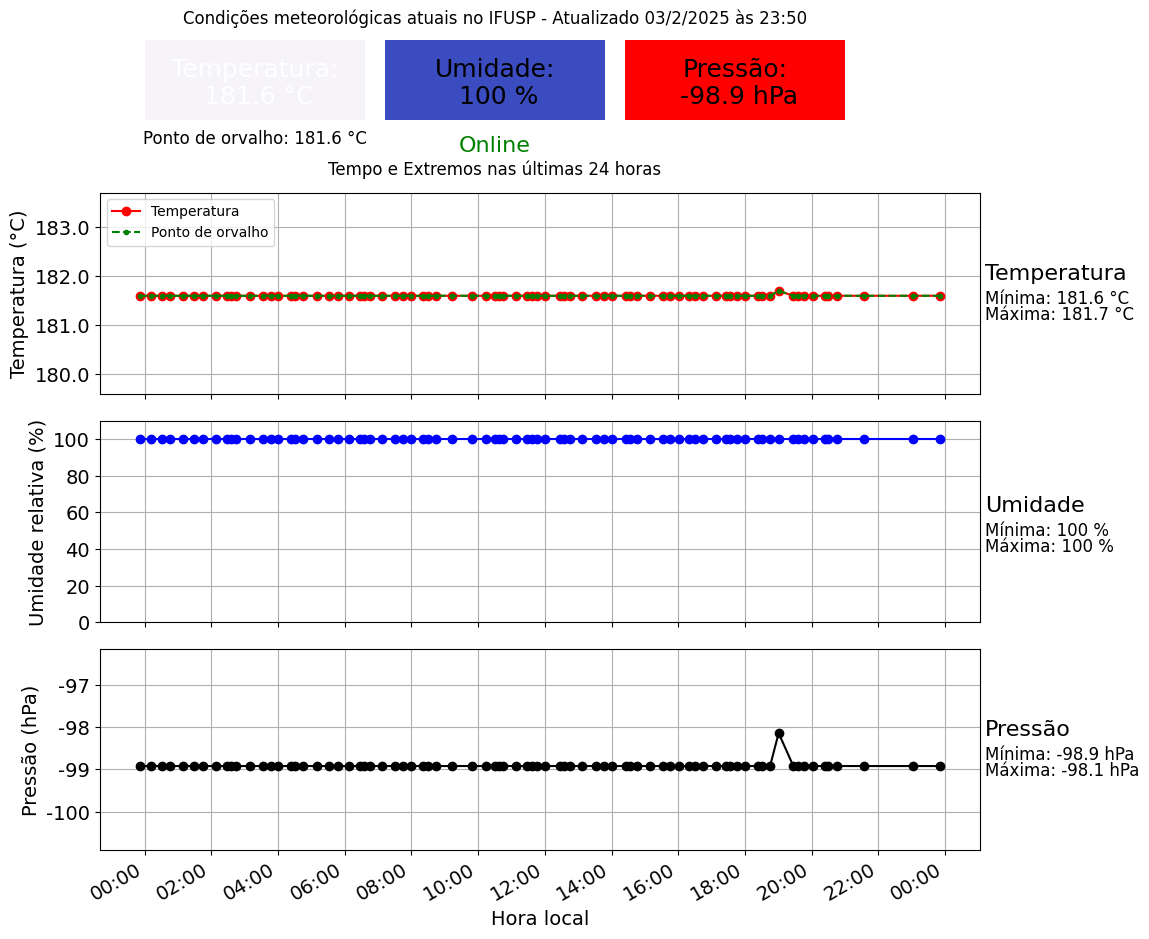 Condições meteorológicas atuais no IFUSP - Atualizado 03/2/2025 às 23:50
Temperatura:
181.6 °C
Umidade:
100 %
Pressão:
-98.9 hPa
Ponto de orvalho: 181.6 °C
Online
Tempo e Extremos nas últimas 24 horas
Temperatura (°C)
183.0
182.0
181.0
180.0
Temperatura
Ponto de orvalho
Temperatura
Mínima: 181.6 °C
Máxima: 181.7 °C
Umidade relativa (%)
100
80
60
40
20
0
Umidade
Mínima: 100 %
Máxima: 100 %
Pressão (hPa)
-97
-98
-99
-100
Pressão
Mínima: -98.9 hPa
Máxima: -98.1 hPa
00:00 02:00 04:00 06:00 08:00 10:00 12:00 14:00 16:00 18:00 20:00 22:00 00:00
Hora local